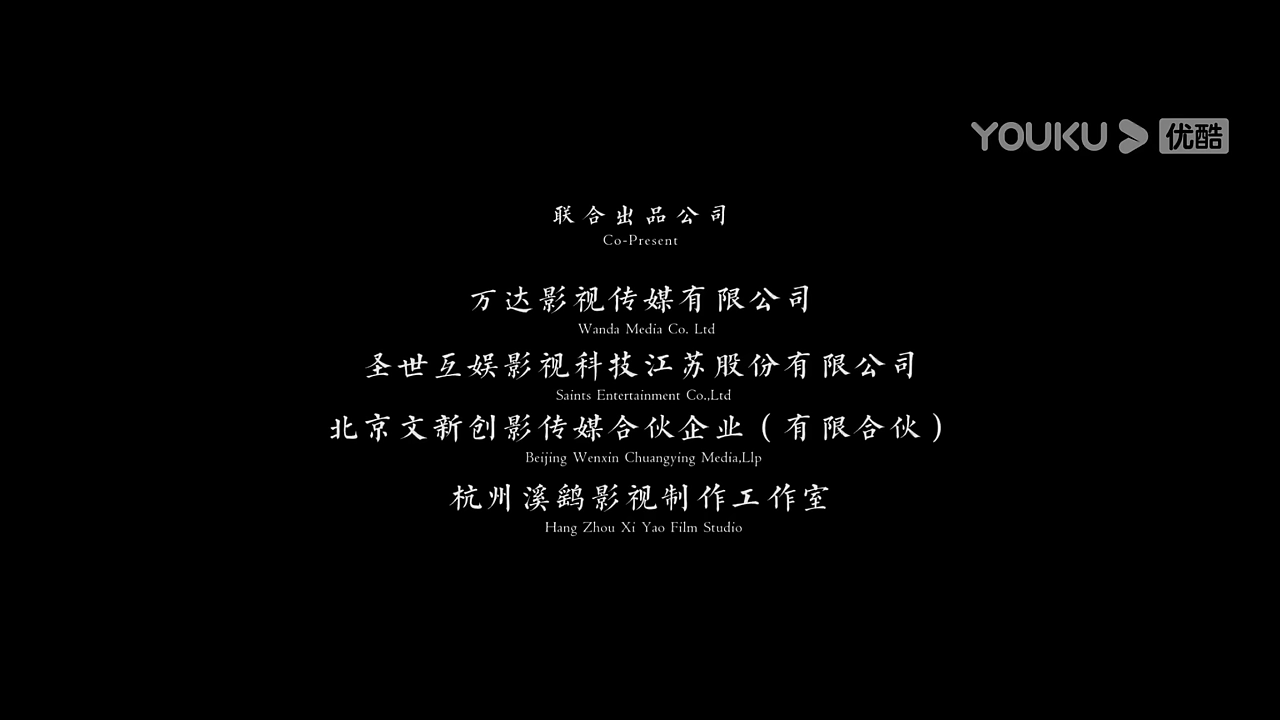 YOUKU 优酷
联合出品公司
Co-Present
万达影视传媒有限公司
Wanda Media Co. Ltd
圣世互娱影视科技江苏股份有限公司
Saints Entertainment Co.,Ltd
北京文新创影传媒合伙企业（有限合伙）
Beijing Wenxin Chuangying Media,Llp
杭州溪鹞影视制作工作室
Hang Zhou Xi Yao Film Studio